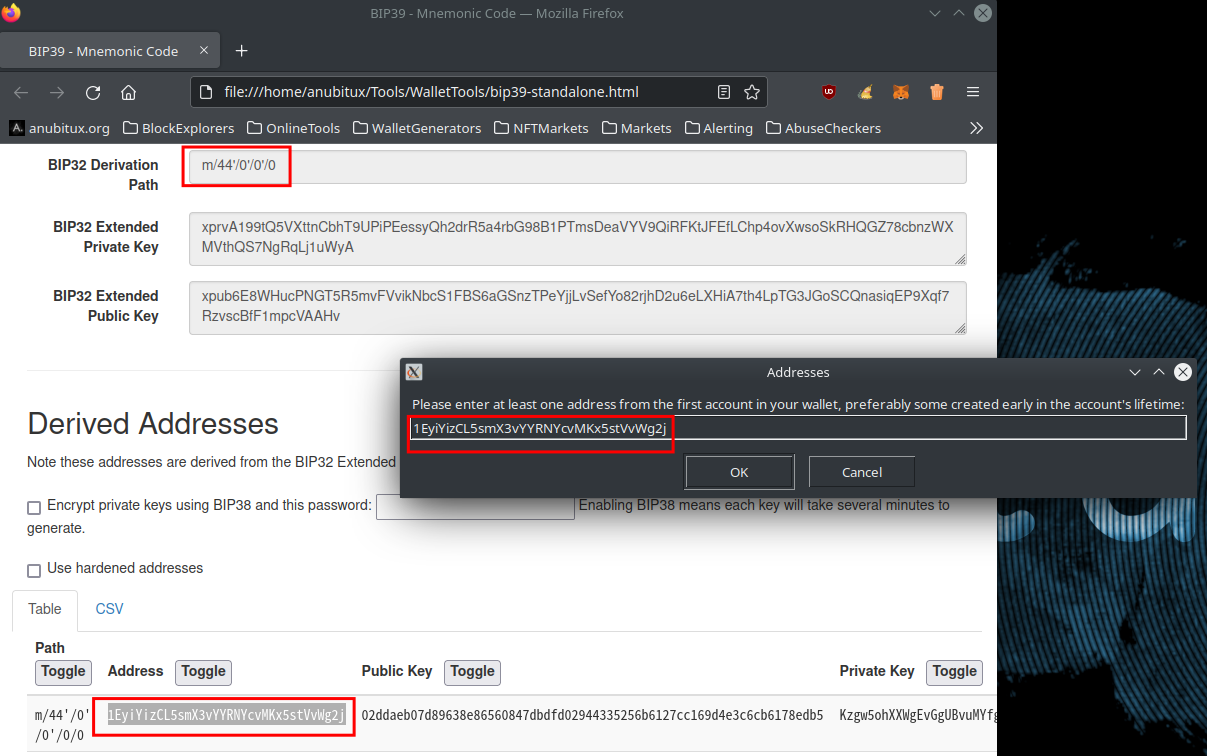 BIP39 - Mnemonic Code — Mozilla Firefox
BIP39 - Mnemonic Code
file:///home/anubitux/Tools/WalletTools/bip39-standalone.html
anubitux.org BlockExplorers OnlineTools WalletGenerators NFTMarkets Markets Alerting AbuseCheckers
BIP32 Derivation Path
m/44'/0'/0'/0
BIP32 Extended Private Key
xprvA199tQ5VXttnCbhT9UPiPEessyQh2drR5a4rbG98B1PTmsDeaVYV9QiRFKtJFEfLChp4ovXwsoSkRHQGZ78cbnzWX
MVthQS7NgRqLj1uWyA
BIP32 Extended Public Key
xpub6E8WHucPNGT5R5mvFVvikNbcS1FBS6aGSnzTPeYjjLvSefYo82rjhD2u6eLXHiA7th4LpTG3JGoSCQnasiqEP9Xqf7
RzvscBfF1mpcVAAHv
Addresses
Please enter at least one address from the first account in your wallet, preferably some created early in the account's lifetime:
1EyiYizCL5smX3vYYRNYcvMKx5stVvWg2j
OK Cancel
Derived Addresses
Note these addresses are derived from the BIP32 Extended
Encrypt private keys using BIP38 and this password: Enabling BIP38 means each key will take several minutes to
generate.
Use hardened addresses
Table CSV
Path
Toggle Address Toggle Public Key Toggle Private Key Toggle
m/44'/0' 1EyiYizCL5smX3vYYRNYcvMKx5stVvWg2j 02ddaeb07d89638e86560847dbdfd02944335256b6127cc169d4e3c6cb6178edb5 Kzgw5ohXXWgEvGgUBvuMYfg
/0'/0/0